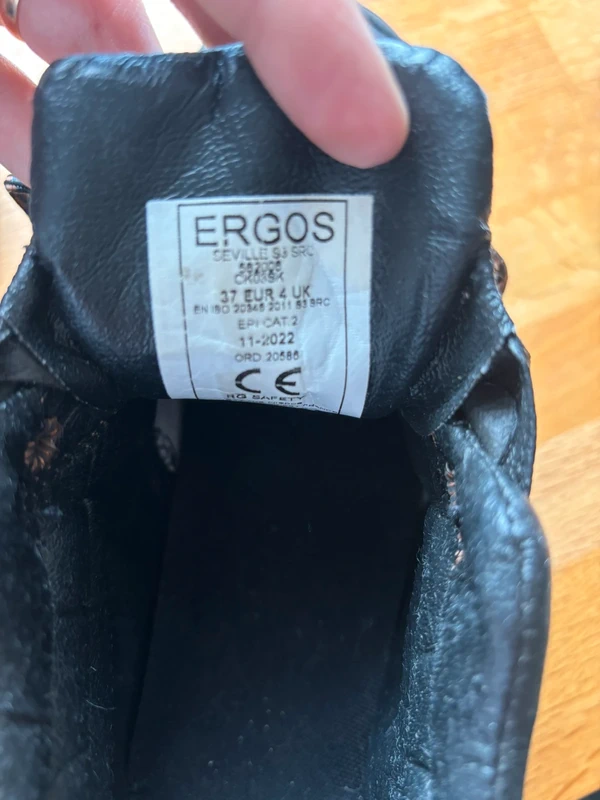 ERGOS
SEVILLE S3 SRC
37 EUR 4 UK
EN ISO 20345 2011 S3 SRC
EPI CAT.2
11-2022
ORD 20586
CE
RG SAFETY